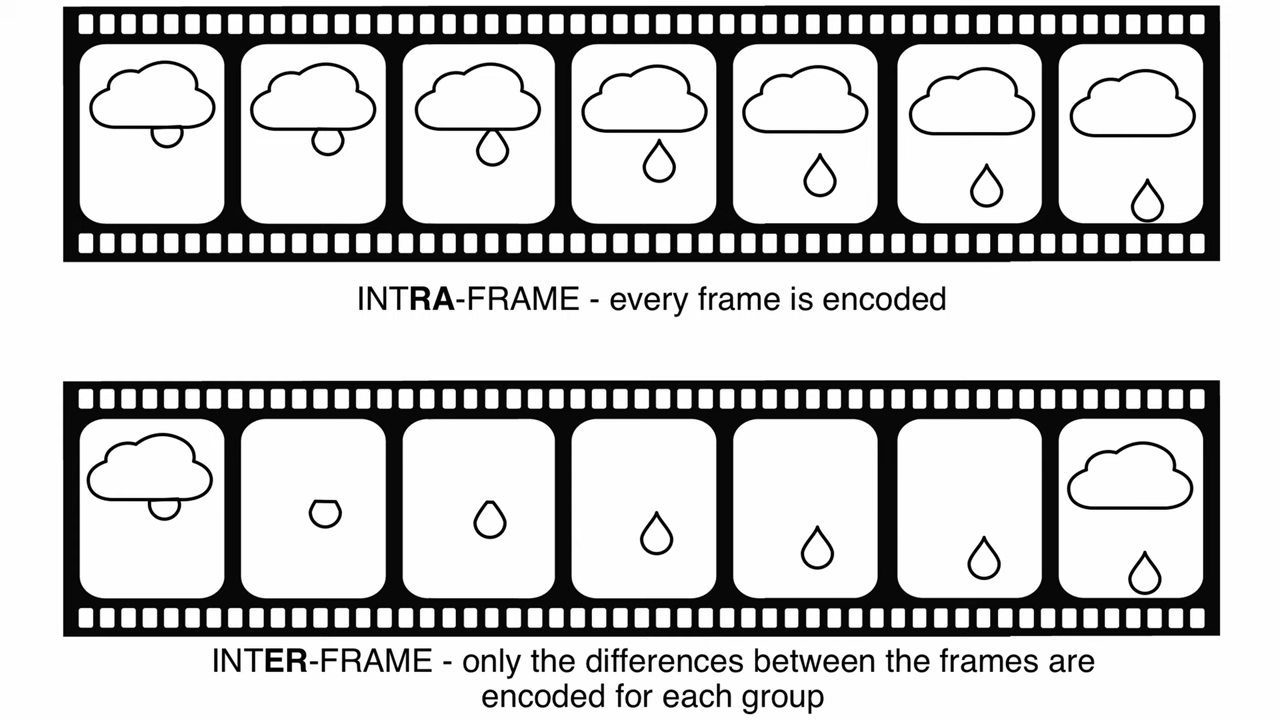 INTRA-FRAME - every frame is encoded
INTER-FRAME - only the differences between the frames are
encoded for each group